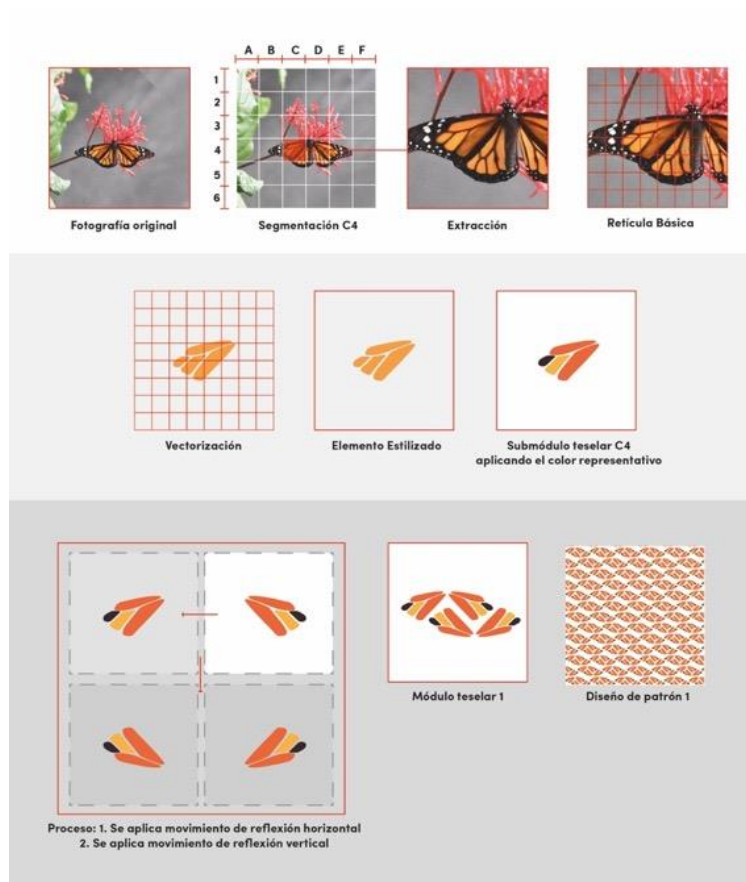 A B C D E F
1
2
3
4
5
6
Fotografía original
Segmentación C4
Extracción
Retícula Básica
Vectorización
Elemento Estilizado
Submódulo teselar C4
aplicando el color representativo
Módulo teselar 1
Diseño de patrón 1
Proceso: 1. Se aplica movimiento de reflexión horizontal
2. Se aplica movimiento de reflexión vertical